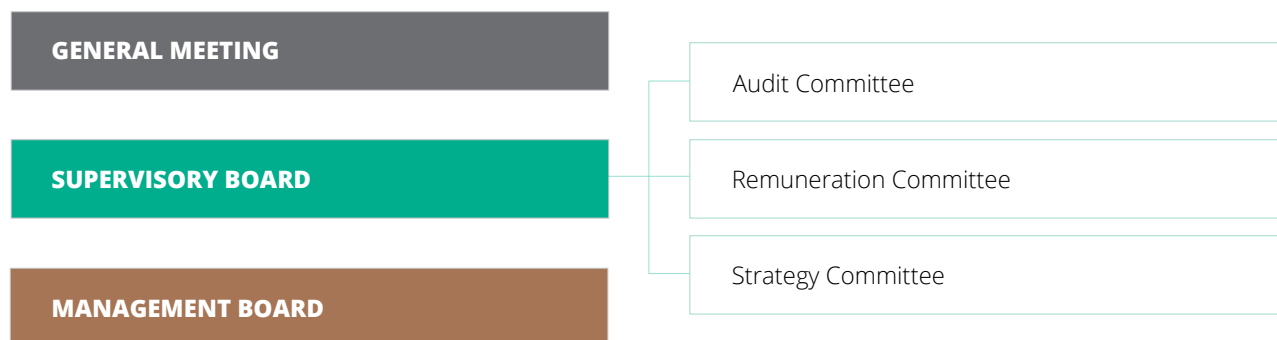 GENERAL MEETING
SUPERVISORY BOARD
MANAGEMENT BOARD
Audit Committee
Remuneration Committee
Strategy Committee